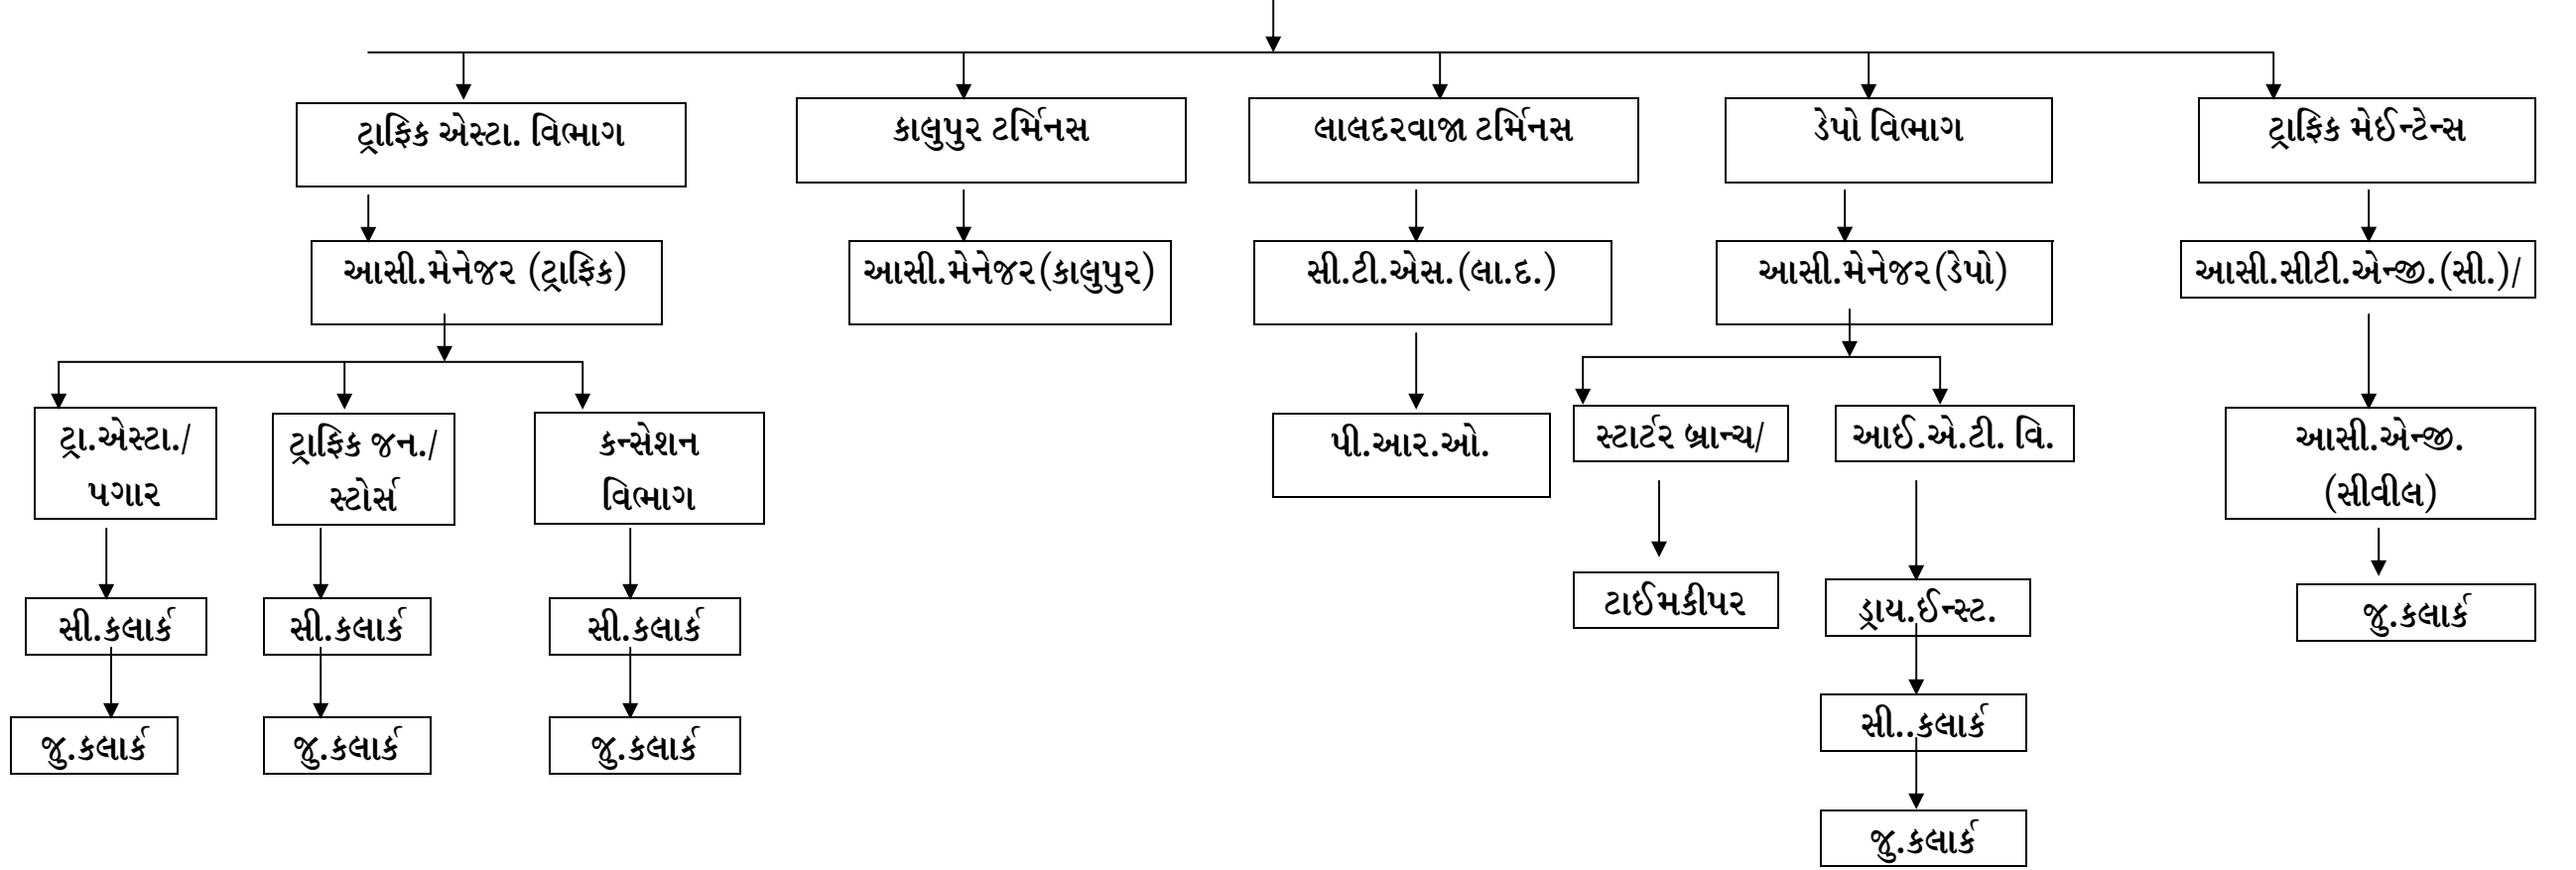 ટ્રાફિક એસ્ટા. વિભાગ
કાલુપુર ટર્મિનસ
લાલદરવાજા ટર્મિનસ
ડેપો વિભાગ
ટ્રાફિક મેઈન્ટેન્સ
આસી.મેનેજર (ટ્રાફિક)
આસી.મેનેજર(કાલુપુર)
સી.ટી.એસ.(લા.દ.)
આસી.મેનેજર(ડેપો)
આસી.સીટી.એન્જી.(સી.)/
ટ્રા.એસ્ટા./
પગાર
ટ્રાફિક જન./
સ્ટોર્સ
કન્સેશન
વિભાગ
પી.આર.ઓ.
સ્ટાર્ટર બ્રાન્ચ/
આઈ.એ.ટી. વિ.
આસી.એન્જી.
(સીવીલ)
સી.કલાર્ક
સી.કલાર્ક
સી.કલાર્ક
ટાઈમકીપર
ડ્રાય.ઈન્સ્ટ.
જુ.કલાર્ક
જુ.કલાર્ક
જુ.કલાર્ક
જુ.કલાર્ક
સી..કલાર્ક
જુ.કલાર્ક